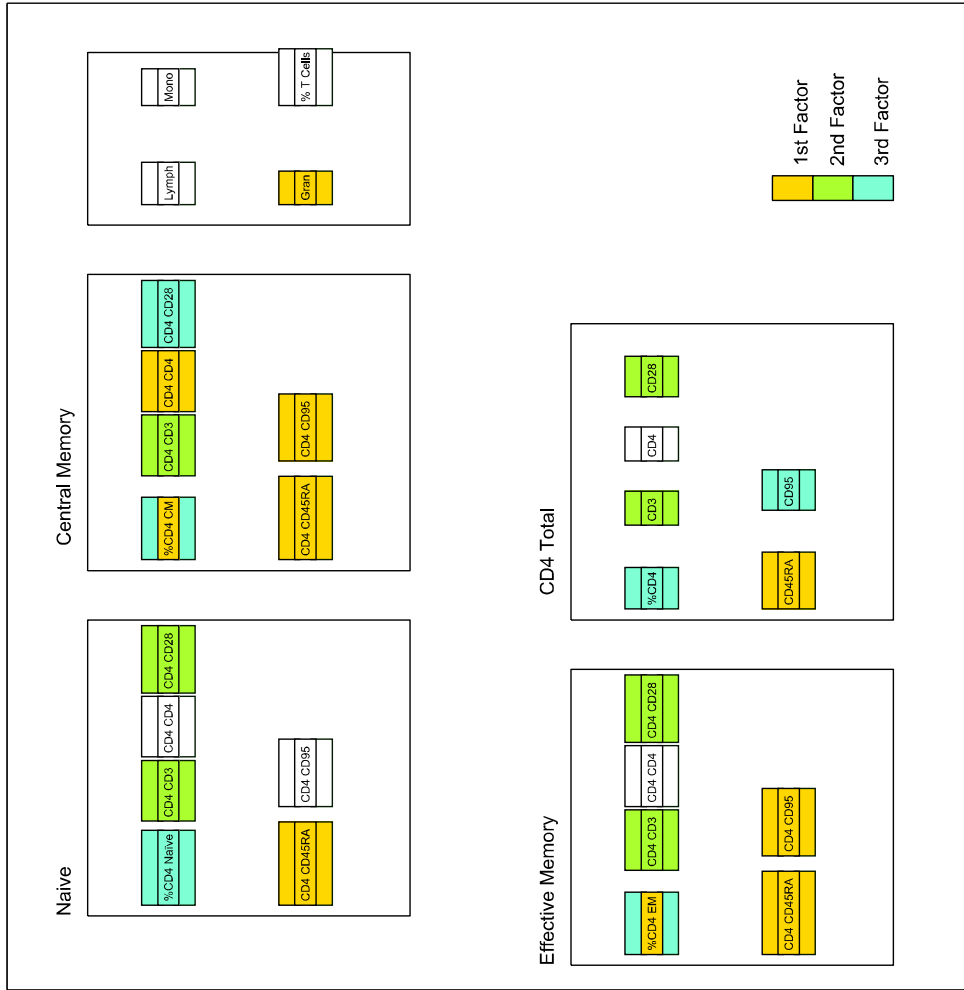 Naive
%CD4 Naïve
CD4 CD3
CD4 CD4
CD4 CD28
CD4 CD45RA
CD4 CD95
Central Memory
%CD4 CM
CD4 CD3
CD4 CD4
CD4 CD28
CD4 CD45RA
CD4 CD95
Lymph
Mono
Gran
% T Cells
Effective Memory
%CD4 EM
CD4 CD3
CD4 CD4
CD4 CD28
CD4 CD45RA
CD4 CD95
CD4 Total
%CD4
CD3
CD4
CD28
CD45RA
CD95
1st Factor
2nd Factor
3rd Factor